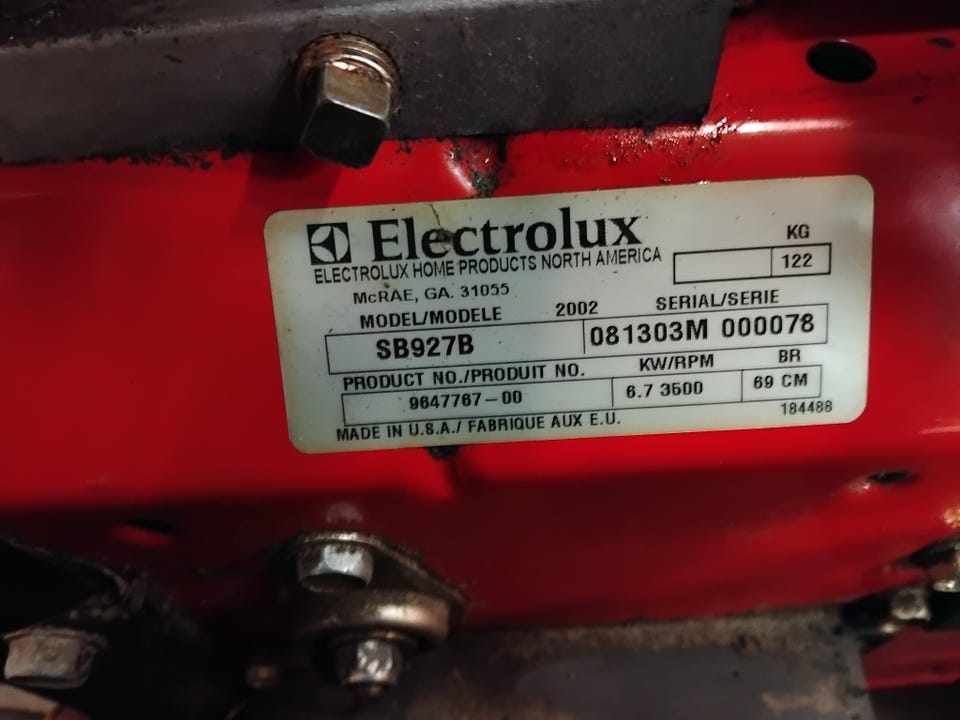 Electrolux
ELECTROLUX HOME PRODUCTS NORTH AMERICA
McRAE, GA. 31055
KG
122
MODEL/MODELE 2002 SERIAL/SERIE
SB927B 081303M 000078
PRODUCT NO./PRODUIT NO. KW/RPM BR
9647767-00 6.7 3500 69 CM
MADE IN U.S.A./ FABRIQUE AUX E.U. 184488